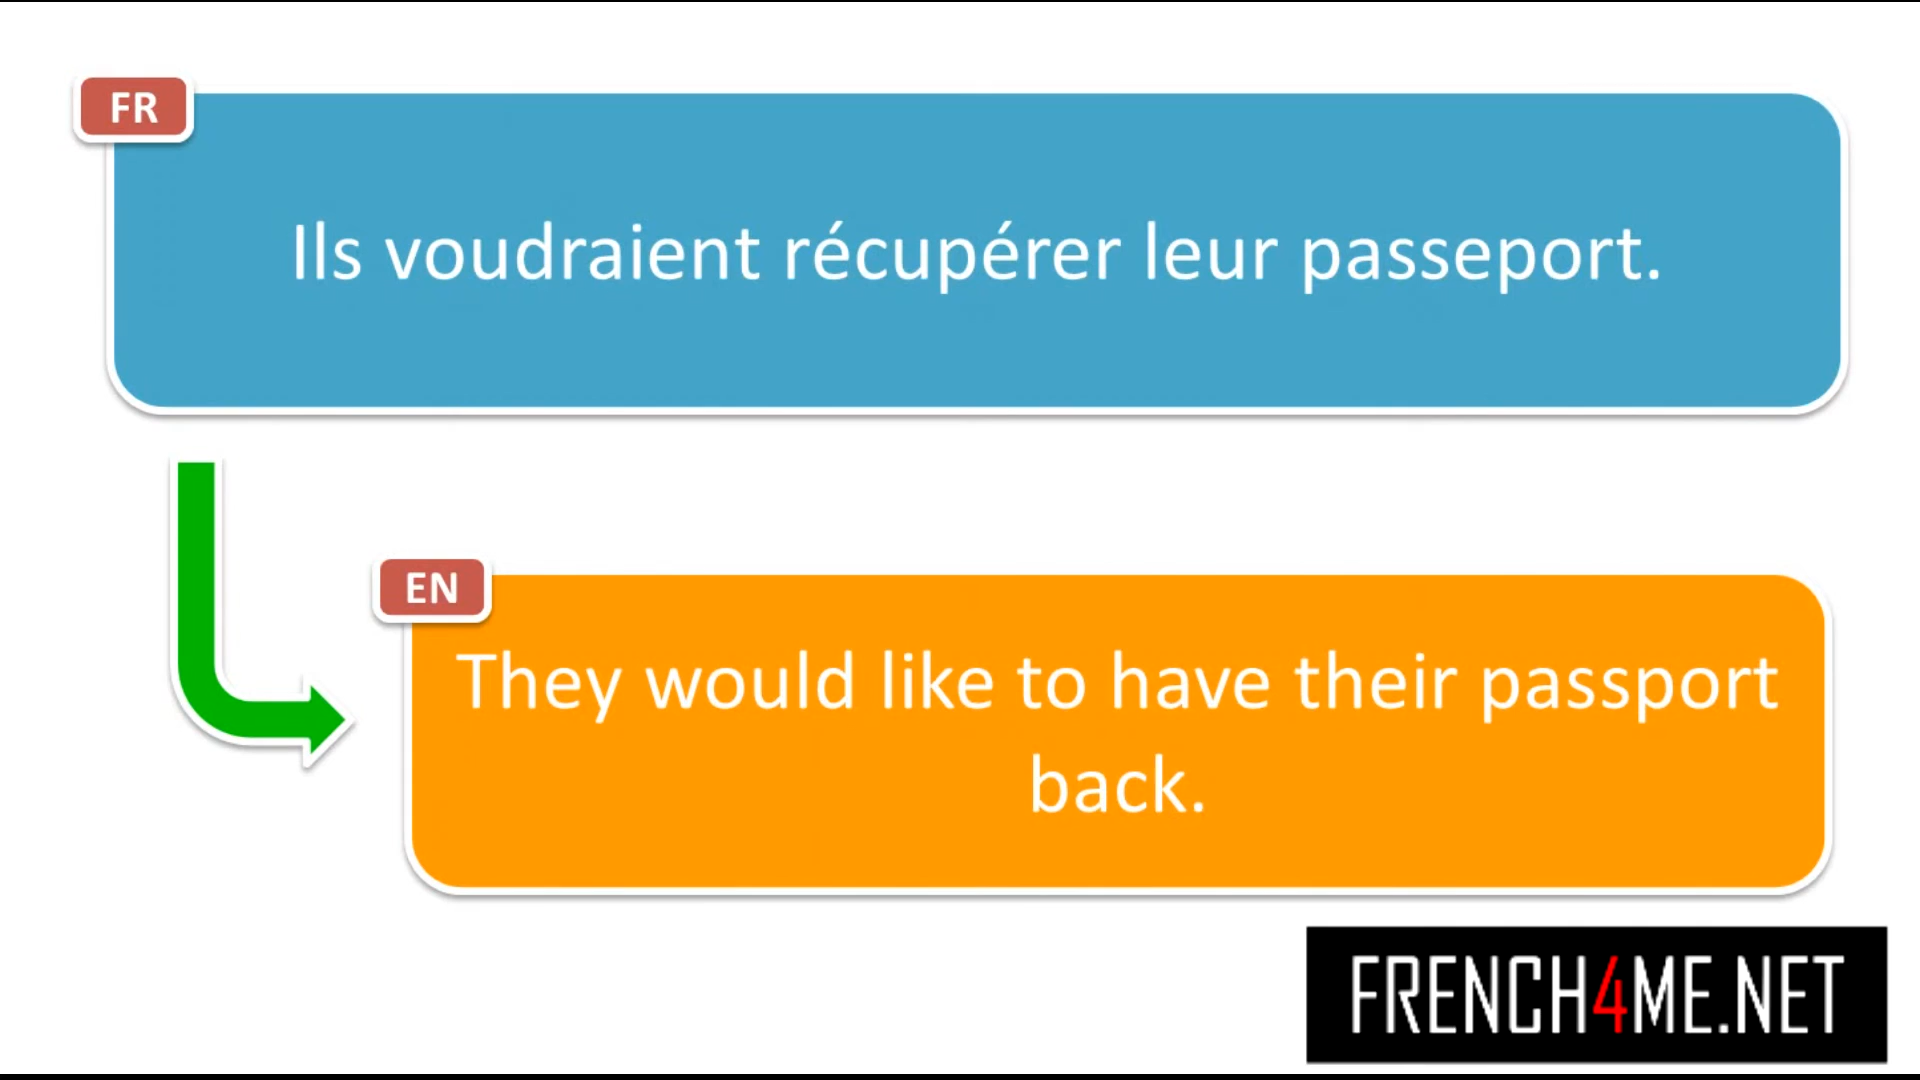 FR
Ils voudraient récupérer leur passeport.
EN
They would like to have their passport
back.
FRENCH4ME.NET